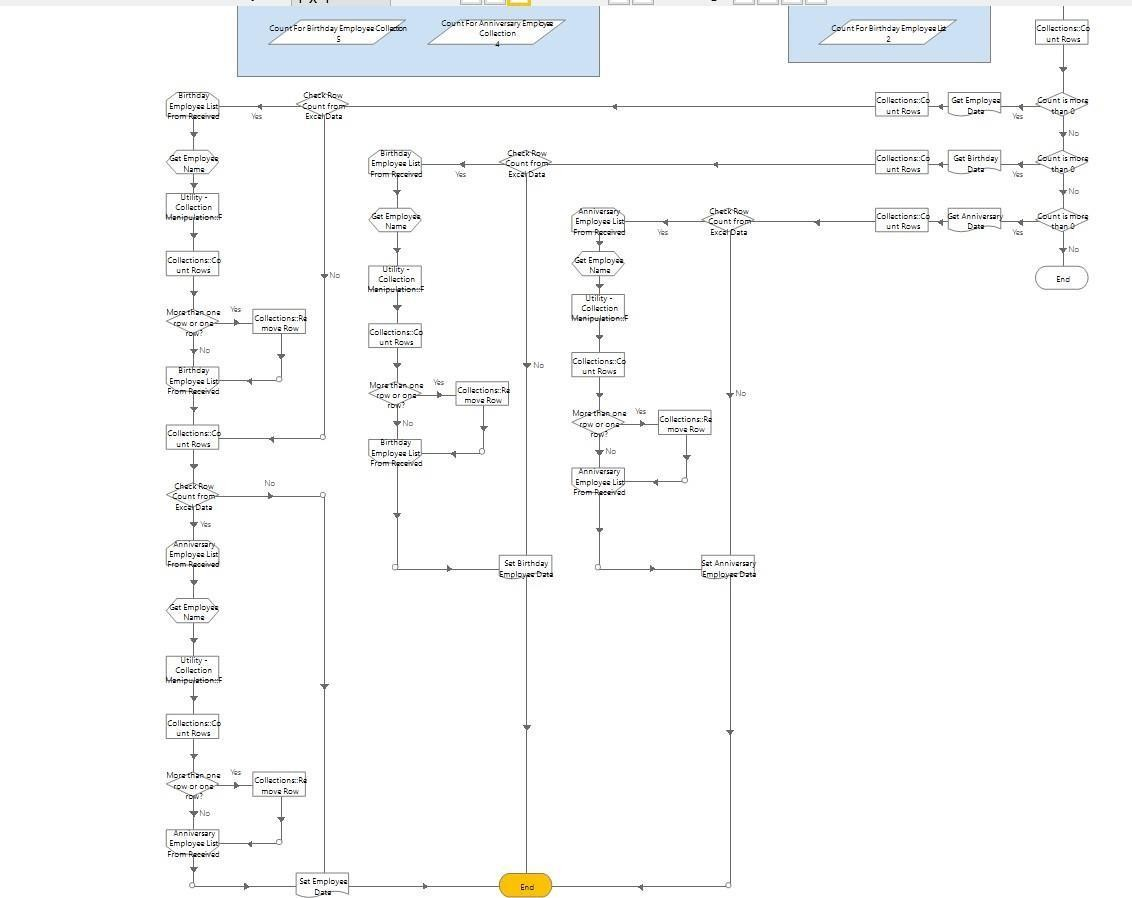 Count For Birthday Employee Collection
5
Count For Anniversary Employee
Collection
4
Count For Birthday Employee List
2
Collections::Co
unt Rows
Birthday
Employee List
From Received
Yes
Check Row
Count from
Excel Data
Collections::Co
unt Rows
Get Employee
Data
Yes
Count is more
than 0
No
Get Employee
Name
Birthday
Employee List
From Received
Yes
Check Row
Count from
Excel Data
Collections::Co
unt Rows
Get Birthday
Data
Yes
Count is more
than 0
No
Utility -
Collection
Manipulation::F
Get Employee
Name
Anniversary
Employee List
From Received
Yes
Check Row
Count from
Excel Data
Collections::Co
unt Rows
Get Anniversary
Data
Yes
Count is more
than 0
No
Collections::Co
unt Rows
No
Utility -
Collection
Manipulation::F
Get Employee
Name
End
More than one
row or one
row?
Yes
Collections::Re
move Row
No
Collections::Co
unt Rows
Utility -
Collection
Manipulation::F
Birthday
Employee List
From Received
More than one
row or one
row?
Yes
Collections::Re
move Row
No
No
Collections::Co
unt Rows
No
Collections::Co
unt Rows
Birthday
Employee List
From Received
More than one
row or one
row?
Yes
Collections::Re
move Row
No
Check Row
Count from
Excel Data
No
Yes
Anniversary
Employee List
From Received
Anniversary
Employee List
From Received
Set Birthday
Employee Data
Set Anniversary
Employee Data
Get Employee
Name
Utility -
Collection
Manipulation::F
Collections::Co
unt Rows
More than one
row or one
row?
Yes
Collections::Re
move Row
No
Anniversary
Employee List
From Received
Set Employee
Data
End